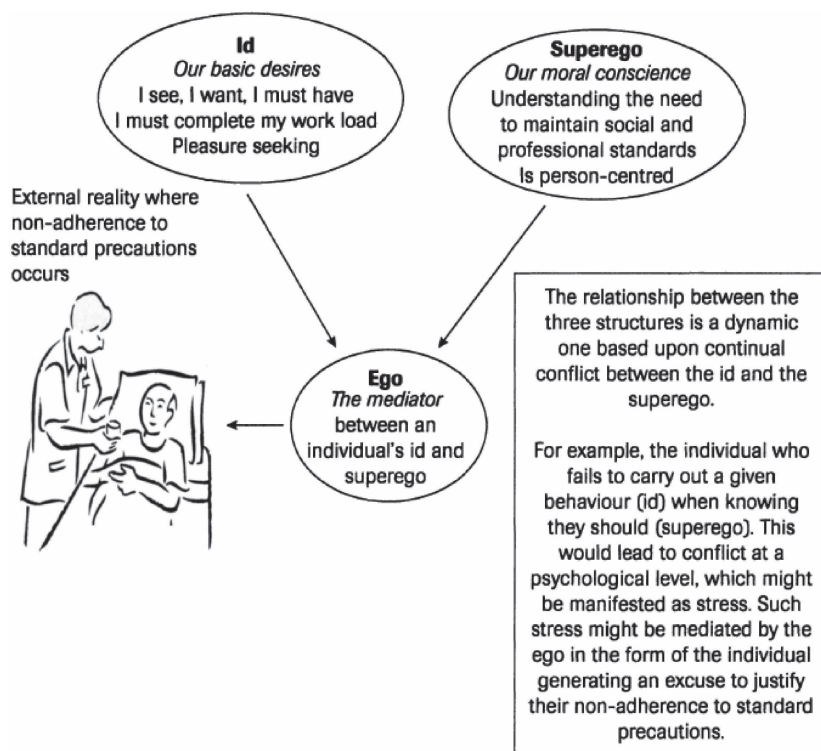 Id
Our basic desires
I see, I want, I must have
I must complete my work load
Pleasure seeking
Superego
Our moral conscience
Understanding the need
to maintain social and
professional standards
Is person-centred
External reality where
non-adherence to
standard precautions
occurs
Ego
The mediator
between an
individual's id and
superego
The relationship between the
three structures is a dynamic
one based upon continual
conflict between the id and the
superego.
For example, the individual who
fails to carry out a given
behaviour (id) when knowing
they should (superego). This
would lead to conflict at a
psychological level, which might
be manifested as stress. Such
stress might be mediated by the
ego in the form of the individual
generating an excuse to justify
their non-adherence to standard
precautions.